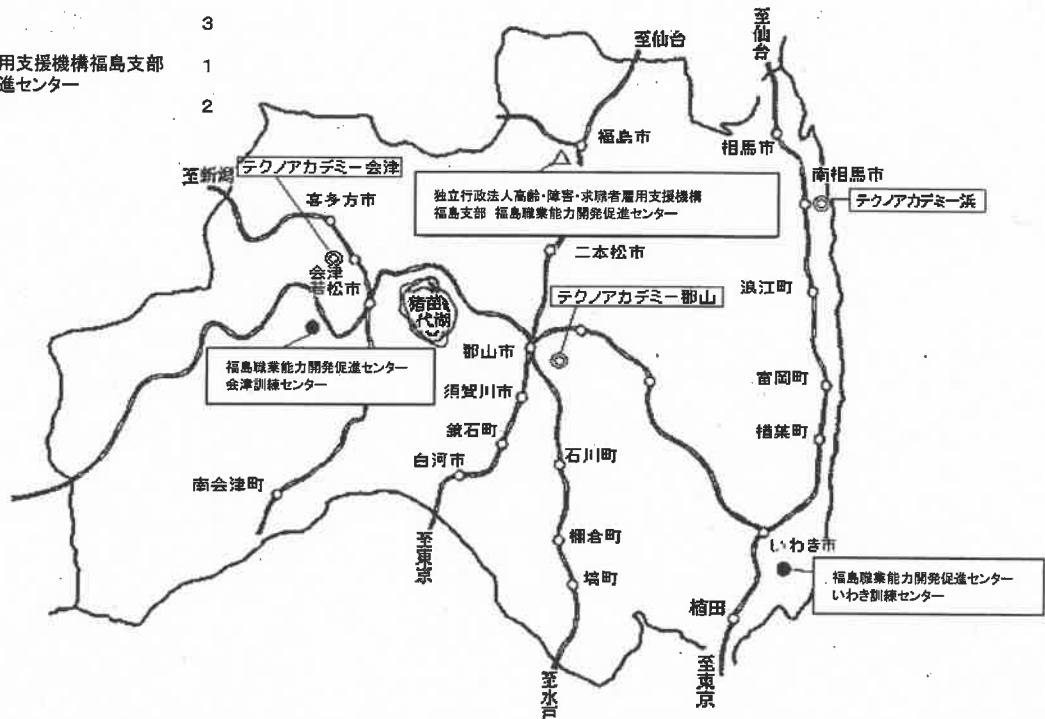 3
用支援機構福島支部
1
進センター
2
至仙台
至仙台
福島市
相馬市
テクノアカデミー会津
至新潟
南相馬市
喜多方市
独立行政法人高齢・障害・求職者雇用支援機構
福島支部 福島職業能力開発促進センター
テクノアカデミー浜
二本松市
会津
若松市
テクノアカデミー郡山
浪江町
猪苗
代湖
郡山市
福島職業能力開発促進センター
会津訓練センター
富岡町
須賀川市
楢葉町
鏡石町
白河市
石川町
南会津町
至東京
棚倉町
いわき市
福島職業能力開発促進センター
いわき訓練センター
塙町
植田
至水戸
至東京